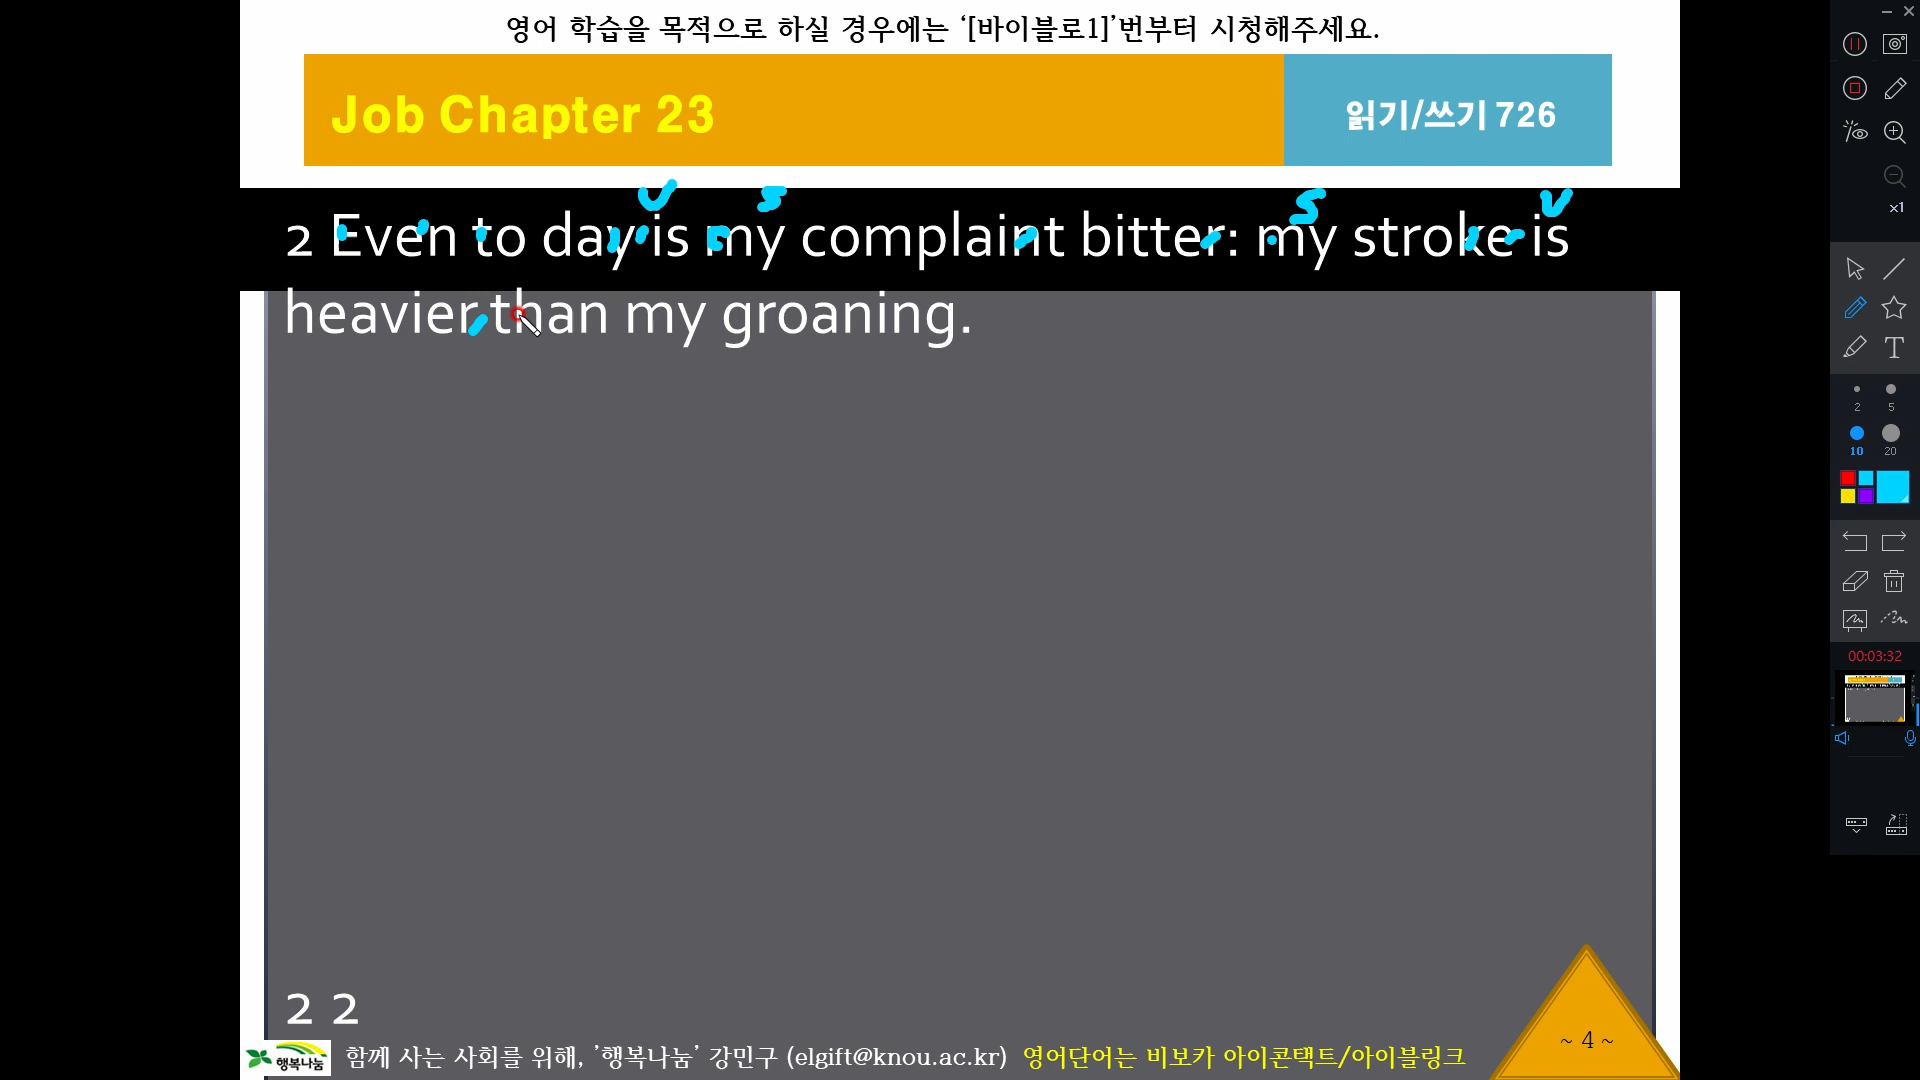 영어 학습을 목적으로 하실 경우에는 ‘[바이블로1]’번부터 시청해주세요.
Job Chapter 23
읽기/쓰기 726
v s s v
2 Even to day is my complaint bitter: my stroke is
heavier than my groaning.
x1
2 5
10 20
T
00:03:32
2 2
~ 4 ~
행복나눔 함께 사는 사회를 위해, ’행복나눔’ 강민구 (elgift@knou.ac.kr) 영어단어는 비보카 아이콘택트/아이블링크